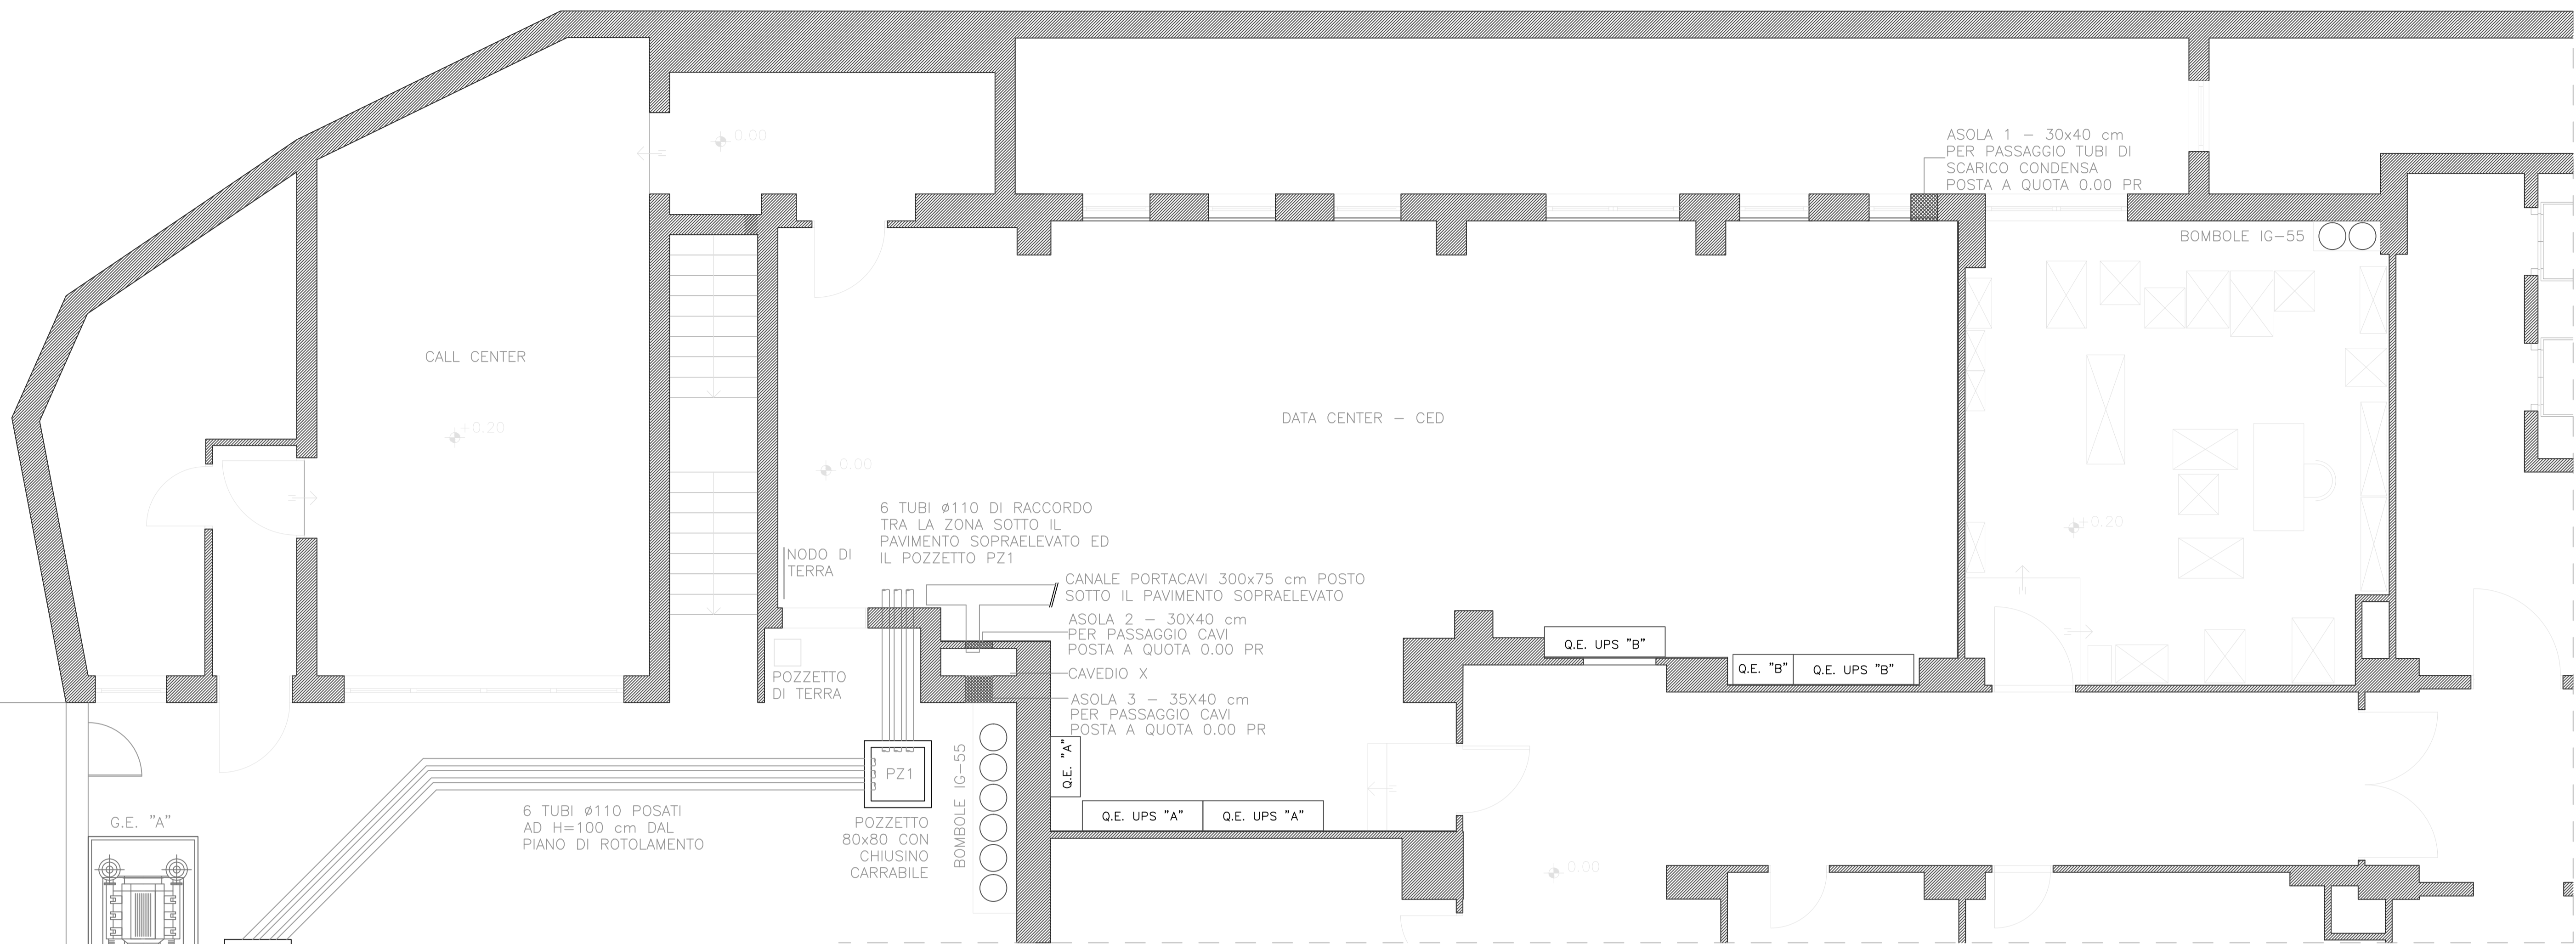 0.00
ASOLA 1 – 30x40 cm
PER PASSAGGIO TUBI DI
SCARICO CONDENSA
POSTA A QUOTA 0.00 PR
BOMBOLE IG–55
CALL CENTER
+0.20
DATA CENTER – CED
0.00
6 TUBI ø110 DI RACCORDO
TRA LA ZONA SOTTO IL
PAVIMENTO SOPRAELEVATO ED
IL POZZETTO PZ1
+0.20
NODO DI
TERRA
CANALE PORTACAVI 300x75 cm POSTO
SOTTO IL PAVIMENTO SOPRAELEVATO
ASOLA 2 – 30X40 cm
PER PASSAGGIO CAVI
POSTA A QUOTA 0.00 PR
CAVEDIO X
ASOLA 3 – 35X40 cm
PER PASSAGGIO CAVI
POSTA A QUOTA 0.00 PR
POZZETTO
DI TERRA
Q.E. UPS "B"
Q.E. "B"
Q.E. UPS "B"
Q.E. "A"
Q.E. UPS "A"
Q.E. UPS "A"
PZ1
BOMBOLE IG–55
6 TUBI ø110 POSATI
AD H=100 cm DAL
PIANO DI ROTOLAMENTO
POZZETTO
80x80 CON
CHIUSINO
CARRABILE
G.E. "A"
0.00